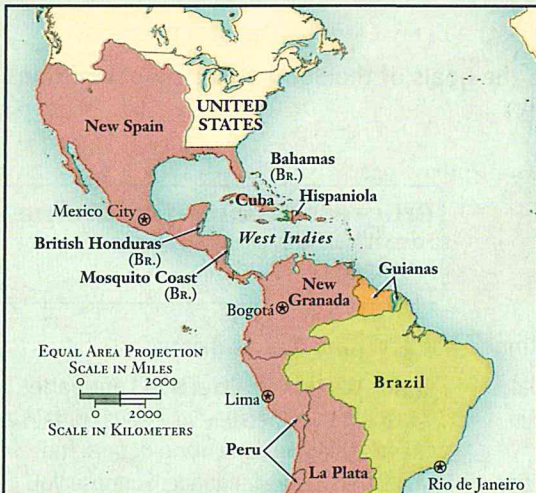 UNITED
STATES
New Spain
Bahamas
(BR.)
Cuba
Hispaniola
Mexico City
West Indies
British Honduras
(BR.)
Mosquito Coast
(BR.)
Guianas
New
Granada
Bogotá
EQUAL AREA PROJECTION
SCALE IN MILES
0 2000
0 2000
SCALE IN KILOMETERS
Brazil
Lima
Peru
La Plata
Rio de Janeiro